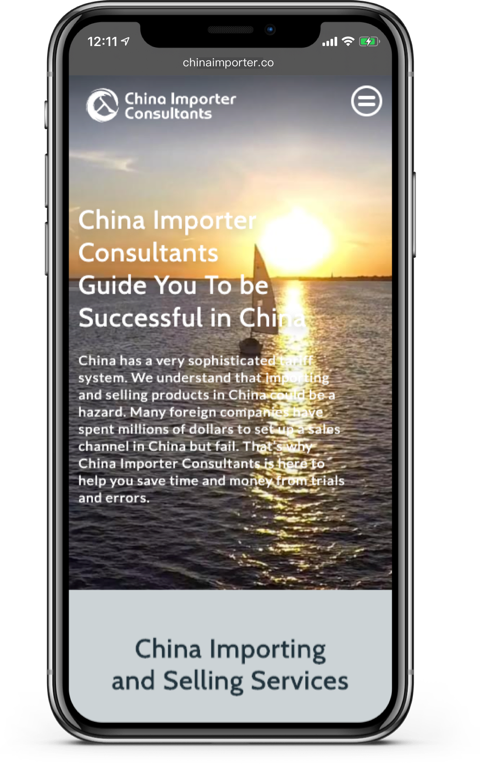 12:11
chinaimporter.co
China Importer
Consultants
China Importer
Consultants
Guide You To be
Successful in China
China has a very sophisticated tariff
system. We understand that importing
and selling products in China could be a
hazard. Many foreign companies have
spent millions of dollars to set up a sales
channel in China but fail. That's why
China Importer Consultants is here to
help you save time and money from trials
and errors.
China Importing
and Selling Services